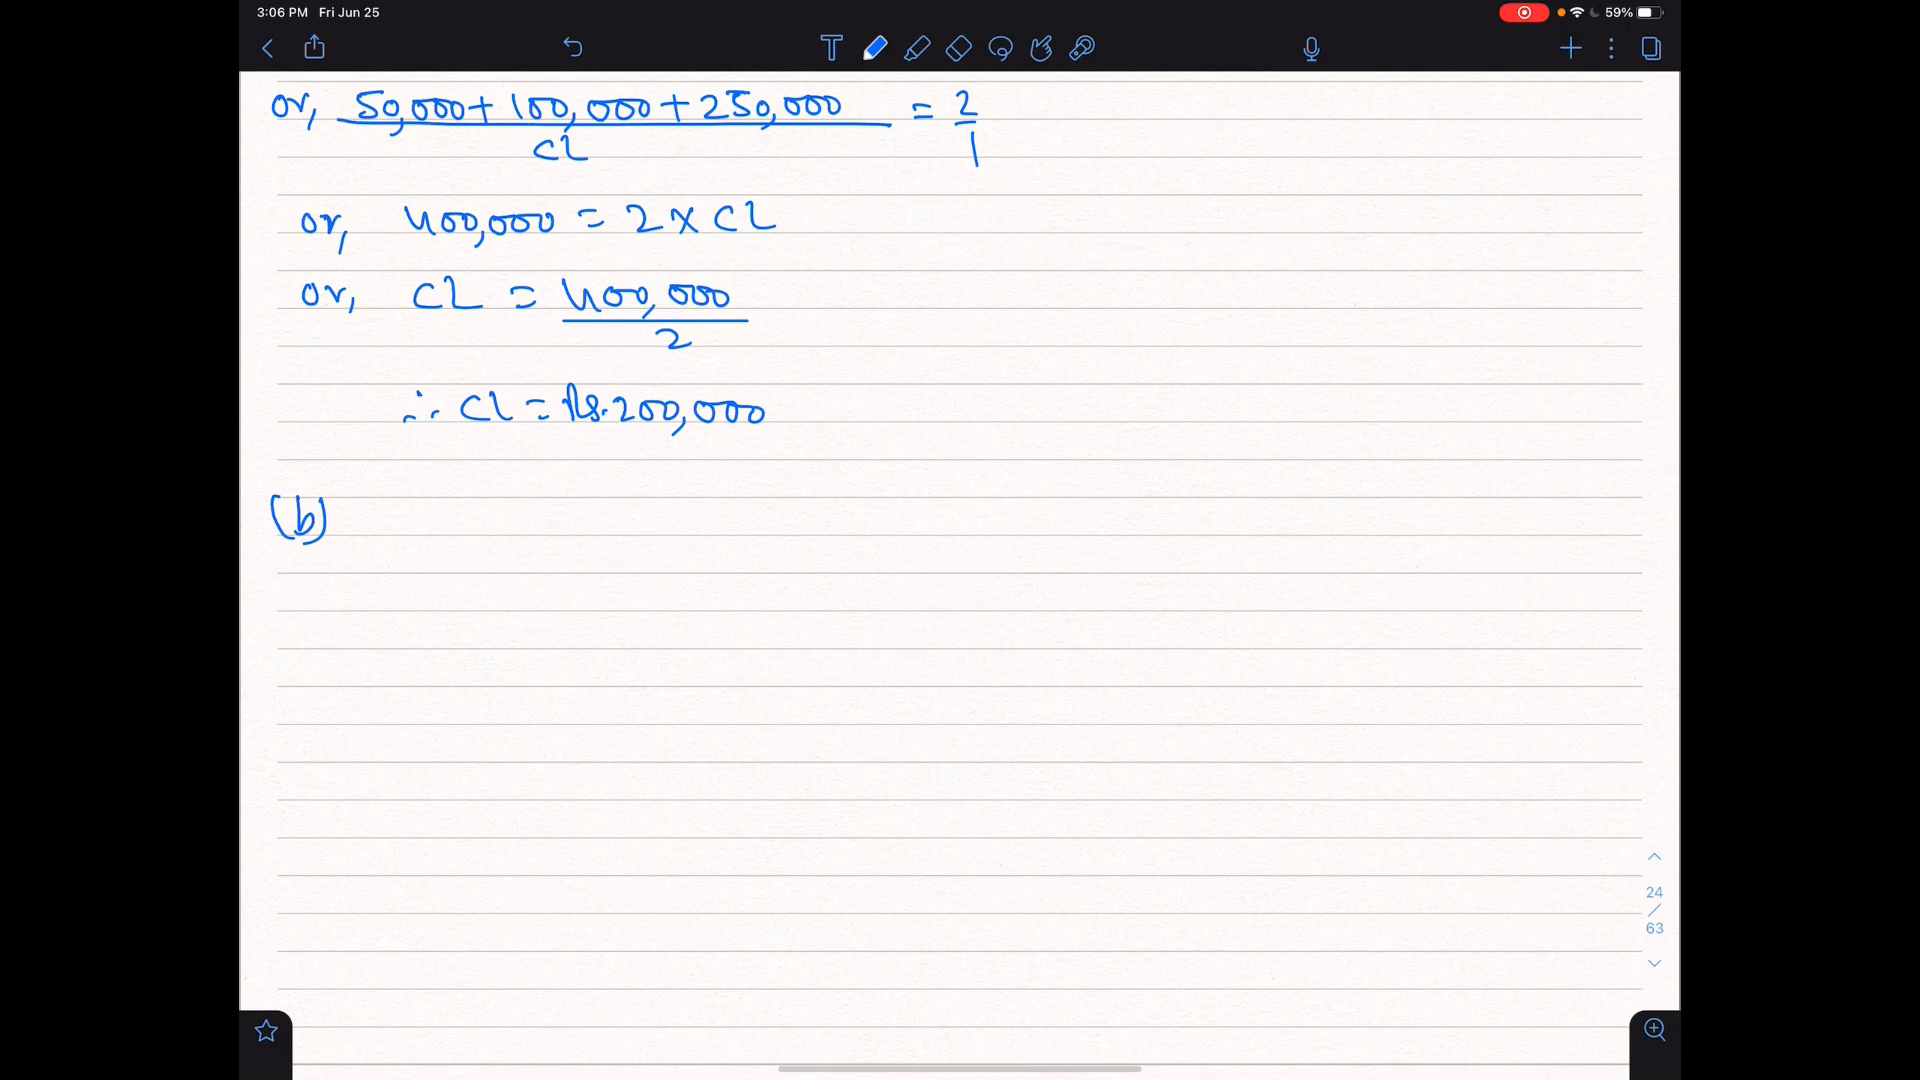 3:06 PM Fri Jun 25 59%
T
or, 50,000+ 100,000+250,000 = 2
CL 1
or, 400,000 = 2 x CL
or, CL = 400,000
2
∴ CL = Rs. 200,000
(b)
24
/
63